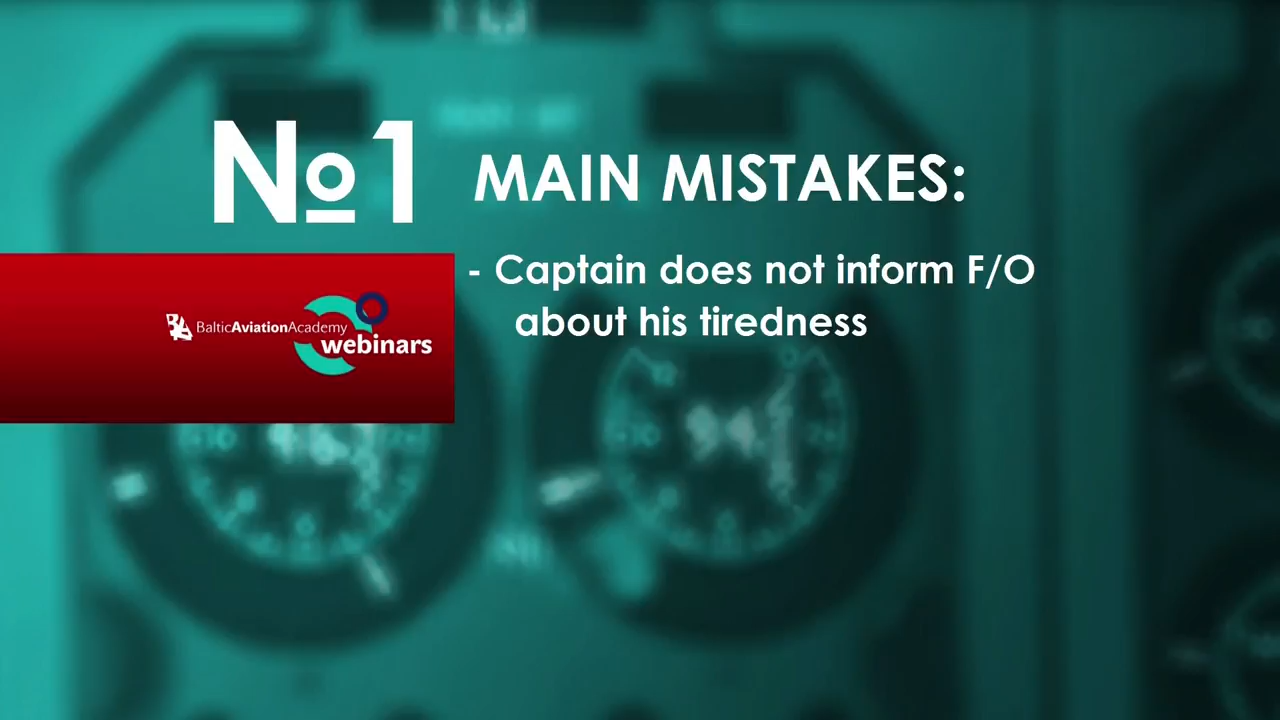 №1
MAIN MISTAKES:
- Captain does not inform F/O
about his tiredness
BalticAviationAcademy
webinars